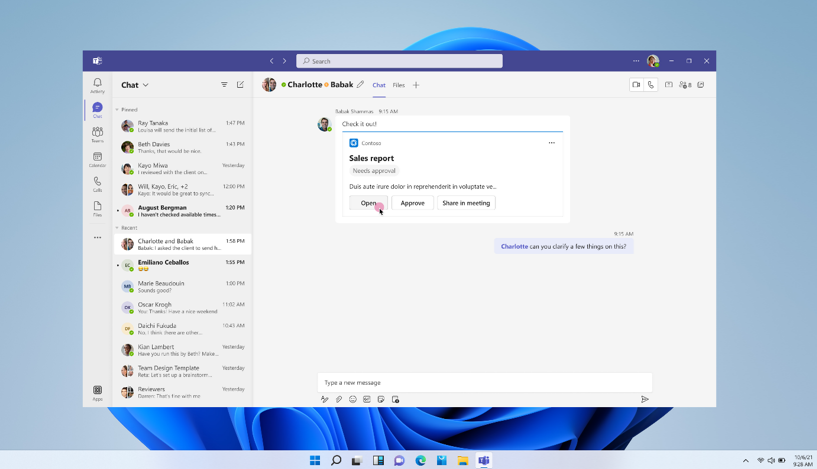 Search
Chat
Charlotte Babak
Chat
Files
Activity
Chat
Teams
Calendar
Calls
Files
Apps
Pinned
Ray Tanaka 1:47 PM
Louisa will send the initial list of...
Beth Davies 1:43 PM
Thanks, that would be nice.
Kayo Miwa Yesterday
I reviewed with the client on...
Will, Kayo, Eric, +2 12:00 PM
Kayo: It would be great to sync...
August Bergman 1:20 PM
I haven't checked available times...
Recent
Charlotte and Babak 1:58 PM
Babak: I asked the client to send h...
Emiliano Ceballos 1:55 PM
Marie Beaudouin 1:00 PM
Sounds good?
Oscar Krogh 11:02 AM
You: Thanks! Have a nice weekend
Daichi Fukuda 10:43 AM
No, I think there are other...
Kian Lambert Yesterday
Have you run this by Beth? Make...
Team Design Template Yesterday
Reta: Let's set up a brainstorm...
Reviewers Yesterday
Darren: That's fine with me
Babak Shammas 9:15 AM
Check it out!
Contoso
Sales report
Needs approval
Duis aute irure dolor in reprehenderit in voluptate ve...
Open
Approve
Share in meeting
9:15 AM
Charlotte can you clarify a few things on this?
Type a new message
10/6/21
9:28 AM